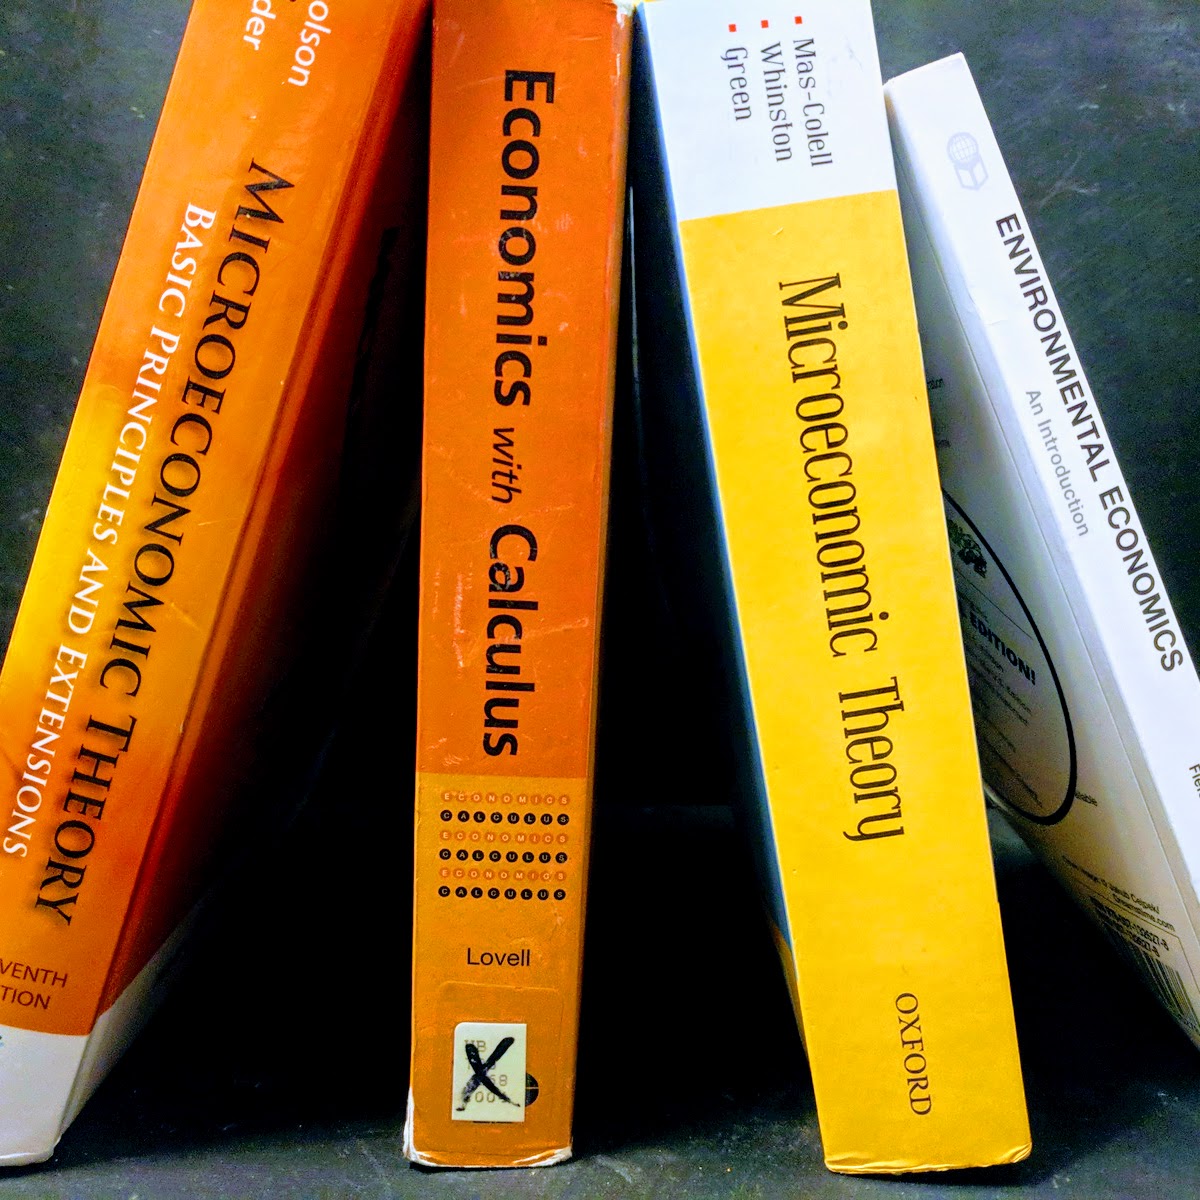 olson
der
MICROECONOMIC THEORY
BASIC PRINCIPLES AND EXTENSIONS
VENTH
TION
Economics with Calculus
ECONOMICS
CALCULUS
ECONOMICS
CALCULUS
ECONOMICS
CALCULUS
Lovell
X
Mas-Colell
Whinston
Green
Microeconomic Theory
OXFORD
ENVIRONMENTAL ECONOMICS
An Introduction
EDITION!